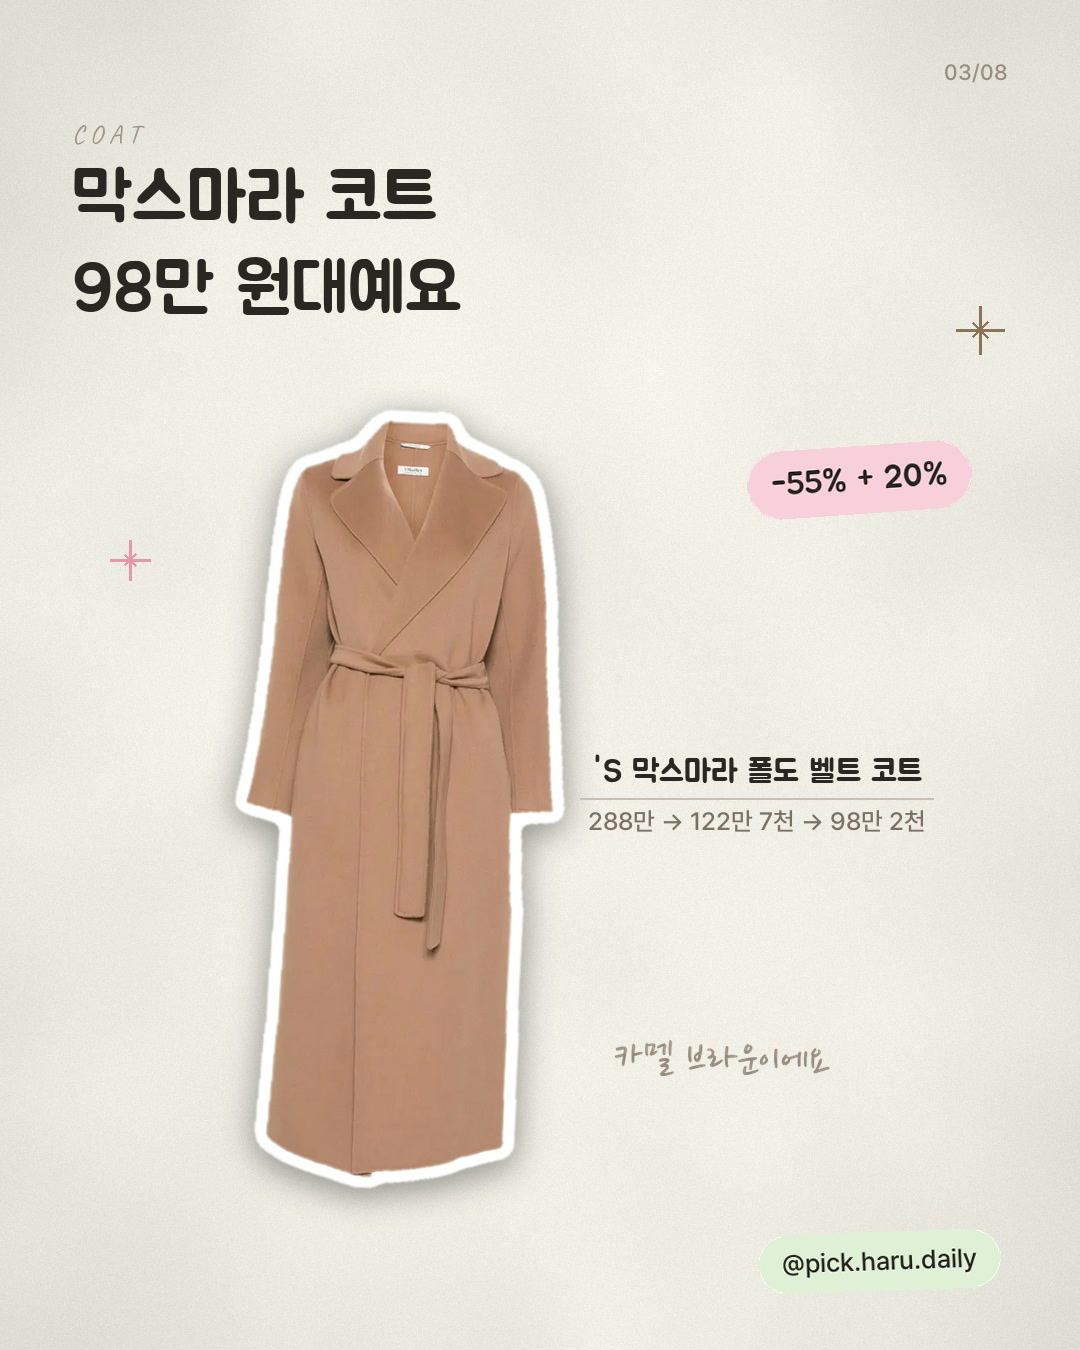 03/08
COAT
막스마라 코트
98만 원대예요
-55% + 20%
'S 막스마라 폴도 벨트 코트
288만 → 122만 7천 → 98만 2천
카멜 브라운이에요
@pick.haru.daily